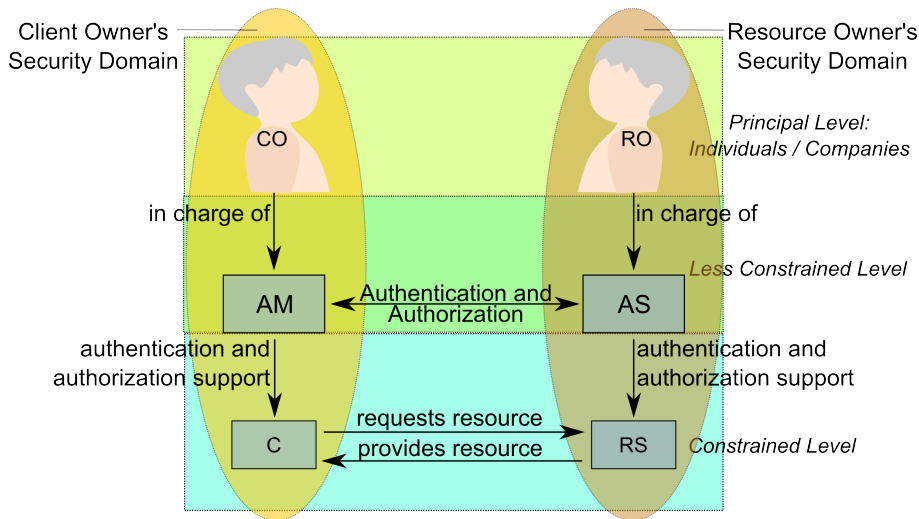 Client Owner's
Security Domain
Resource Owner's
Security Domain
CO
RO
Principal Level:
Individuals / Companies
in charge of
in charge of
Less Constrained Level
AM
Authentication and
Authorization
AS
authentication and
authorization support
authentication and
authorization support
requests resource
provides resource
C
RS
Constrained Level